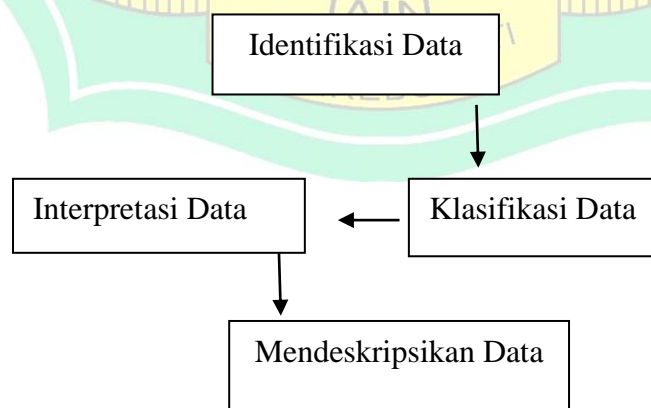 Identifikasi Data
Klasifikasi Data
Interpretasi Data
Mendeskripsikan Data